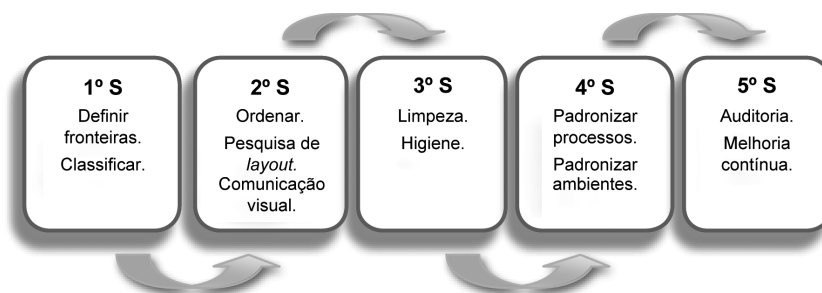 1º S
Definir
fronteiras.
Classificar.
2º S
Ordenar.
Pesquisa de
layout.
Comunicação
visual.
3º S
Limpeza.
Higiene.
4º S
Padronizar
processos.
Padronizar
ambientes.
5º S
Auditoria.
Melhoria
contínua.